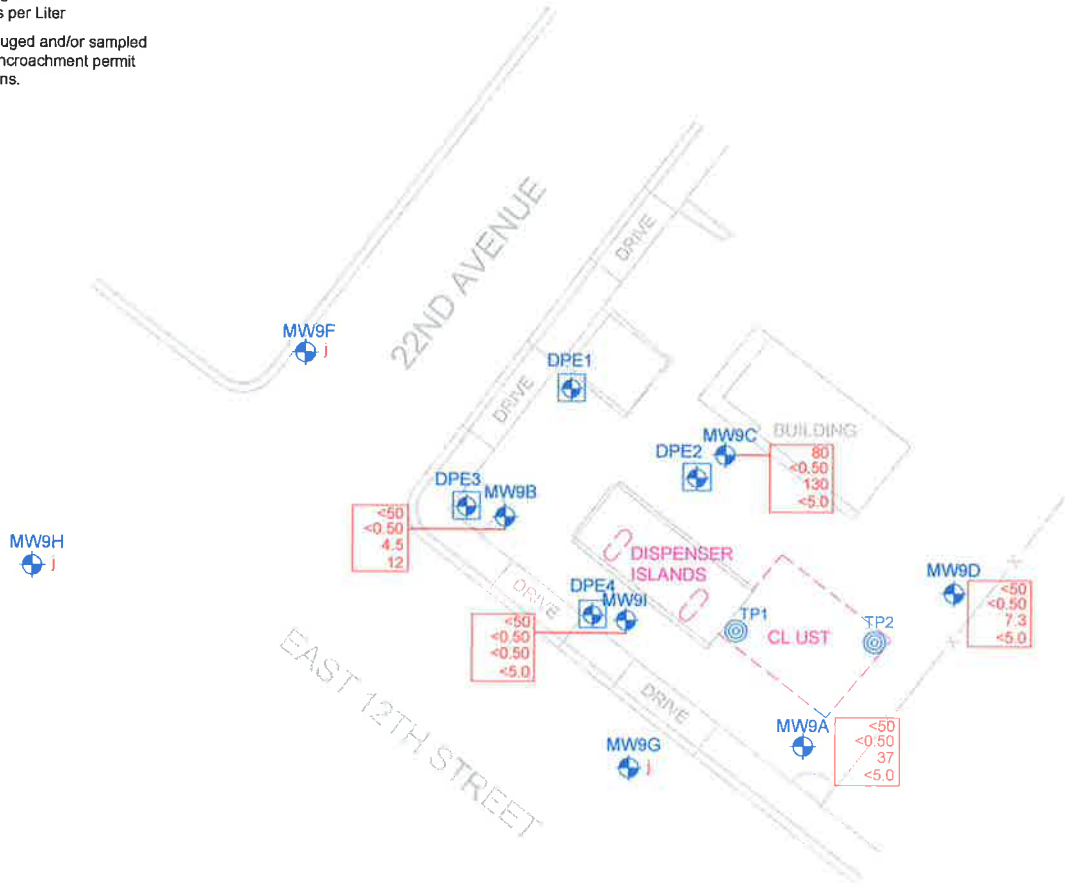 s per Liter
uged and/or sampled
ncroachment permit
ns.
22ND AVENUE
DRIVE
MW9F
j
DPE1
DRIVE
BUILDING
MW9C
DPE2
80
<0.50
130
<5.0
DPE3
MW9B
<50
<0.50
4.5
12
MW9H
j
DISPENSER
ISLANDS
MW9D
<50
<0.50
7.3
<5.0
DRIVE
DPE4
MW9I
<50
<0.50
<0.50
<5.0
TP1
TP2
CL UST
EAST 12TH STREET
DRIVE
MW9A
<50
<0.50
37
<5.0
MW9G
j